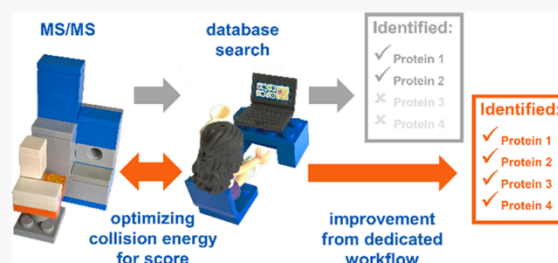 MS/MS
database
search
Identified:
Protein 1
Protein 2
Protein 3
Protein 4
Identified:
Protein 1
Protein 2
Protein 3
Protein 4
optimizing
collision energy
for score
improvement
from dedicated
workflow